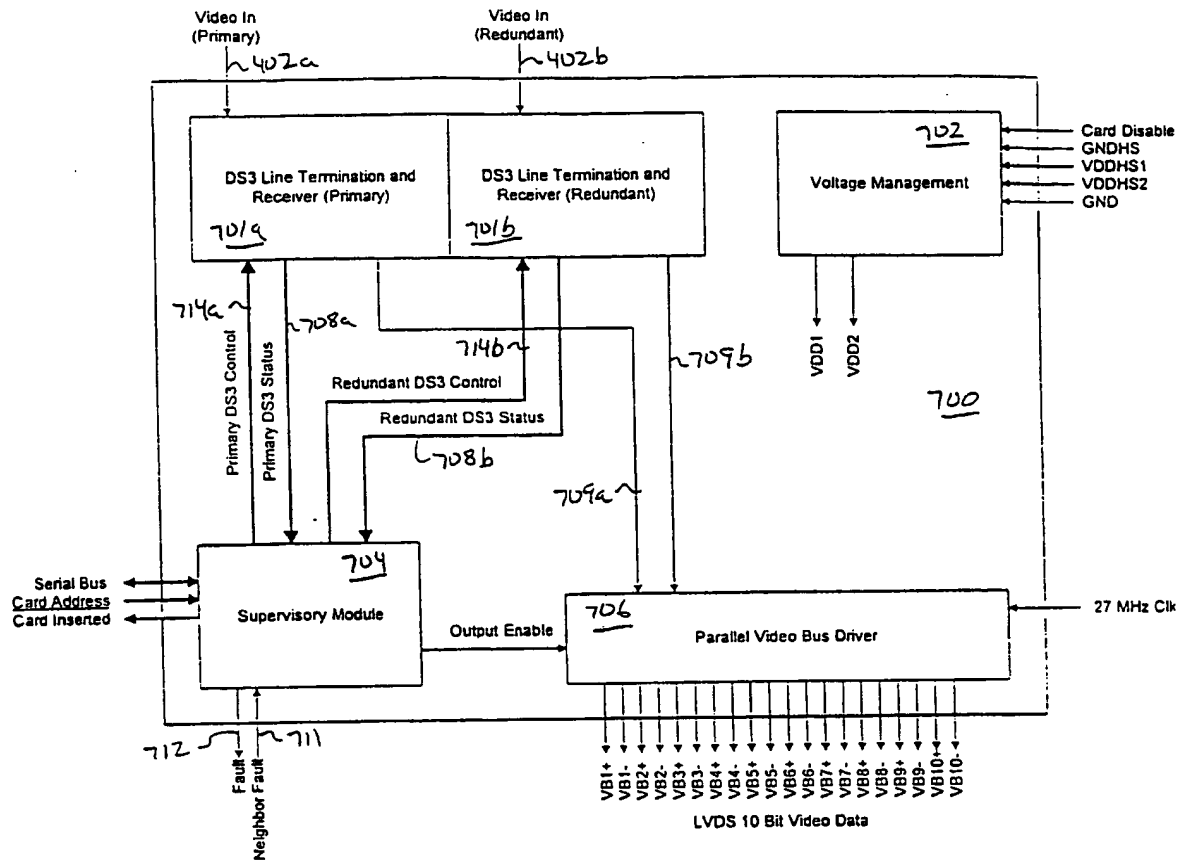 Video In
(Primary)
Video In
(Redundant)
402a
402b
DS3 Line Termination and
Receiver (Primary)
701a
DS3 Line Termination and
Receiver (Redundant)
701b
702
Voltage Management
Card Disable
GNDHS
VDDHS1
VDDHS2
GND
VDD1
VDD2
700
714a
708a
714b
709b
Primary DS3 Control
Primary DS3 Status
Redundant DS3 Control
Redundant DS3 Status
708b
709a
Serial Bus
Card Address
Card Inserted
704
Supervisory Module
Output Enable
706
Parallel Video Bus Driver
27 MHz Clk
712
711
Fault
Neighbor Fault
VB1+
VB1-
VB2+
VB2-
VB3+
VB3-
VB4+
VB4-
VB5+
VB5-
VB6+
VB6-
VB7+
VB7-
VB8+
VB8-
VB9+
VB9-
VB10+
VB10-
LVDS 10 Bit Video Data